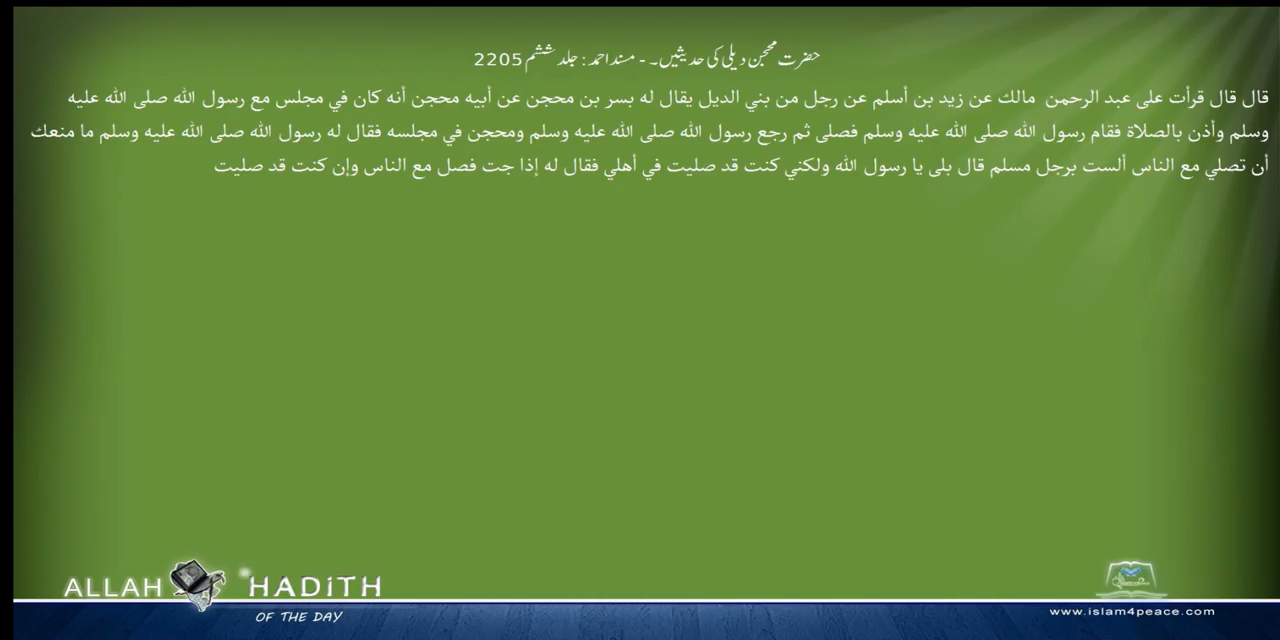 حضرت محجن دیلی کی حدیثیں۔ - مسند احمد: جلد ششم 2205
قال قال قرأت على عبد الرحمن مالك عن زيد بن أسلم عن رجل من بني الديل يقال له بسر بن محجن عن أبيه محجن أنه كان في مجلس مع رسول الله صلى الله عليه
وسلم وأذن بالصلاة فقام رسول الله صلى الله عليه وسلم فصلى ثم رجع رسول الله صلى الله عليه وسلم ومحجن في مجلسه فقال له رسول الله صلى الله عليه وسلم ما منعك
أن تصلي مع الناس ألست برجل مسلم قال بلى يا رسول الله ولكني كنت قد صليت في أهلي فقال له إذا جت فصل مع الناس وإن كنت قد صليت
ALLAH HADITH
OF THE DAY
www.islam4peace.com